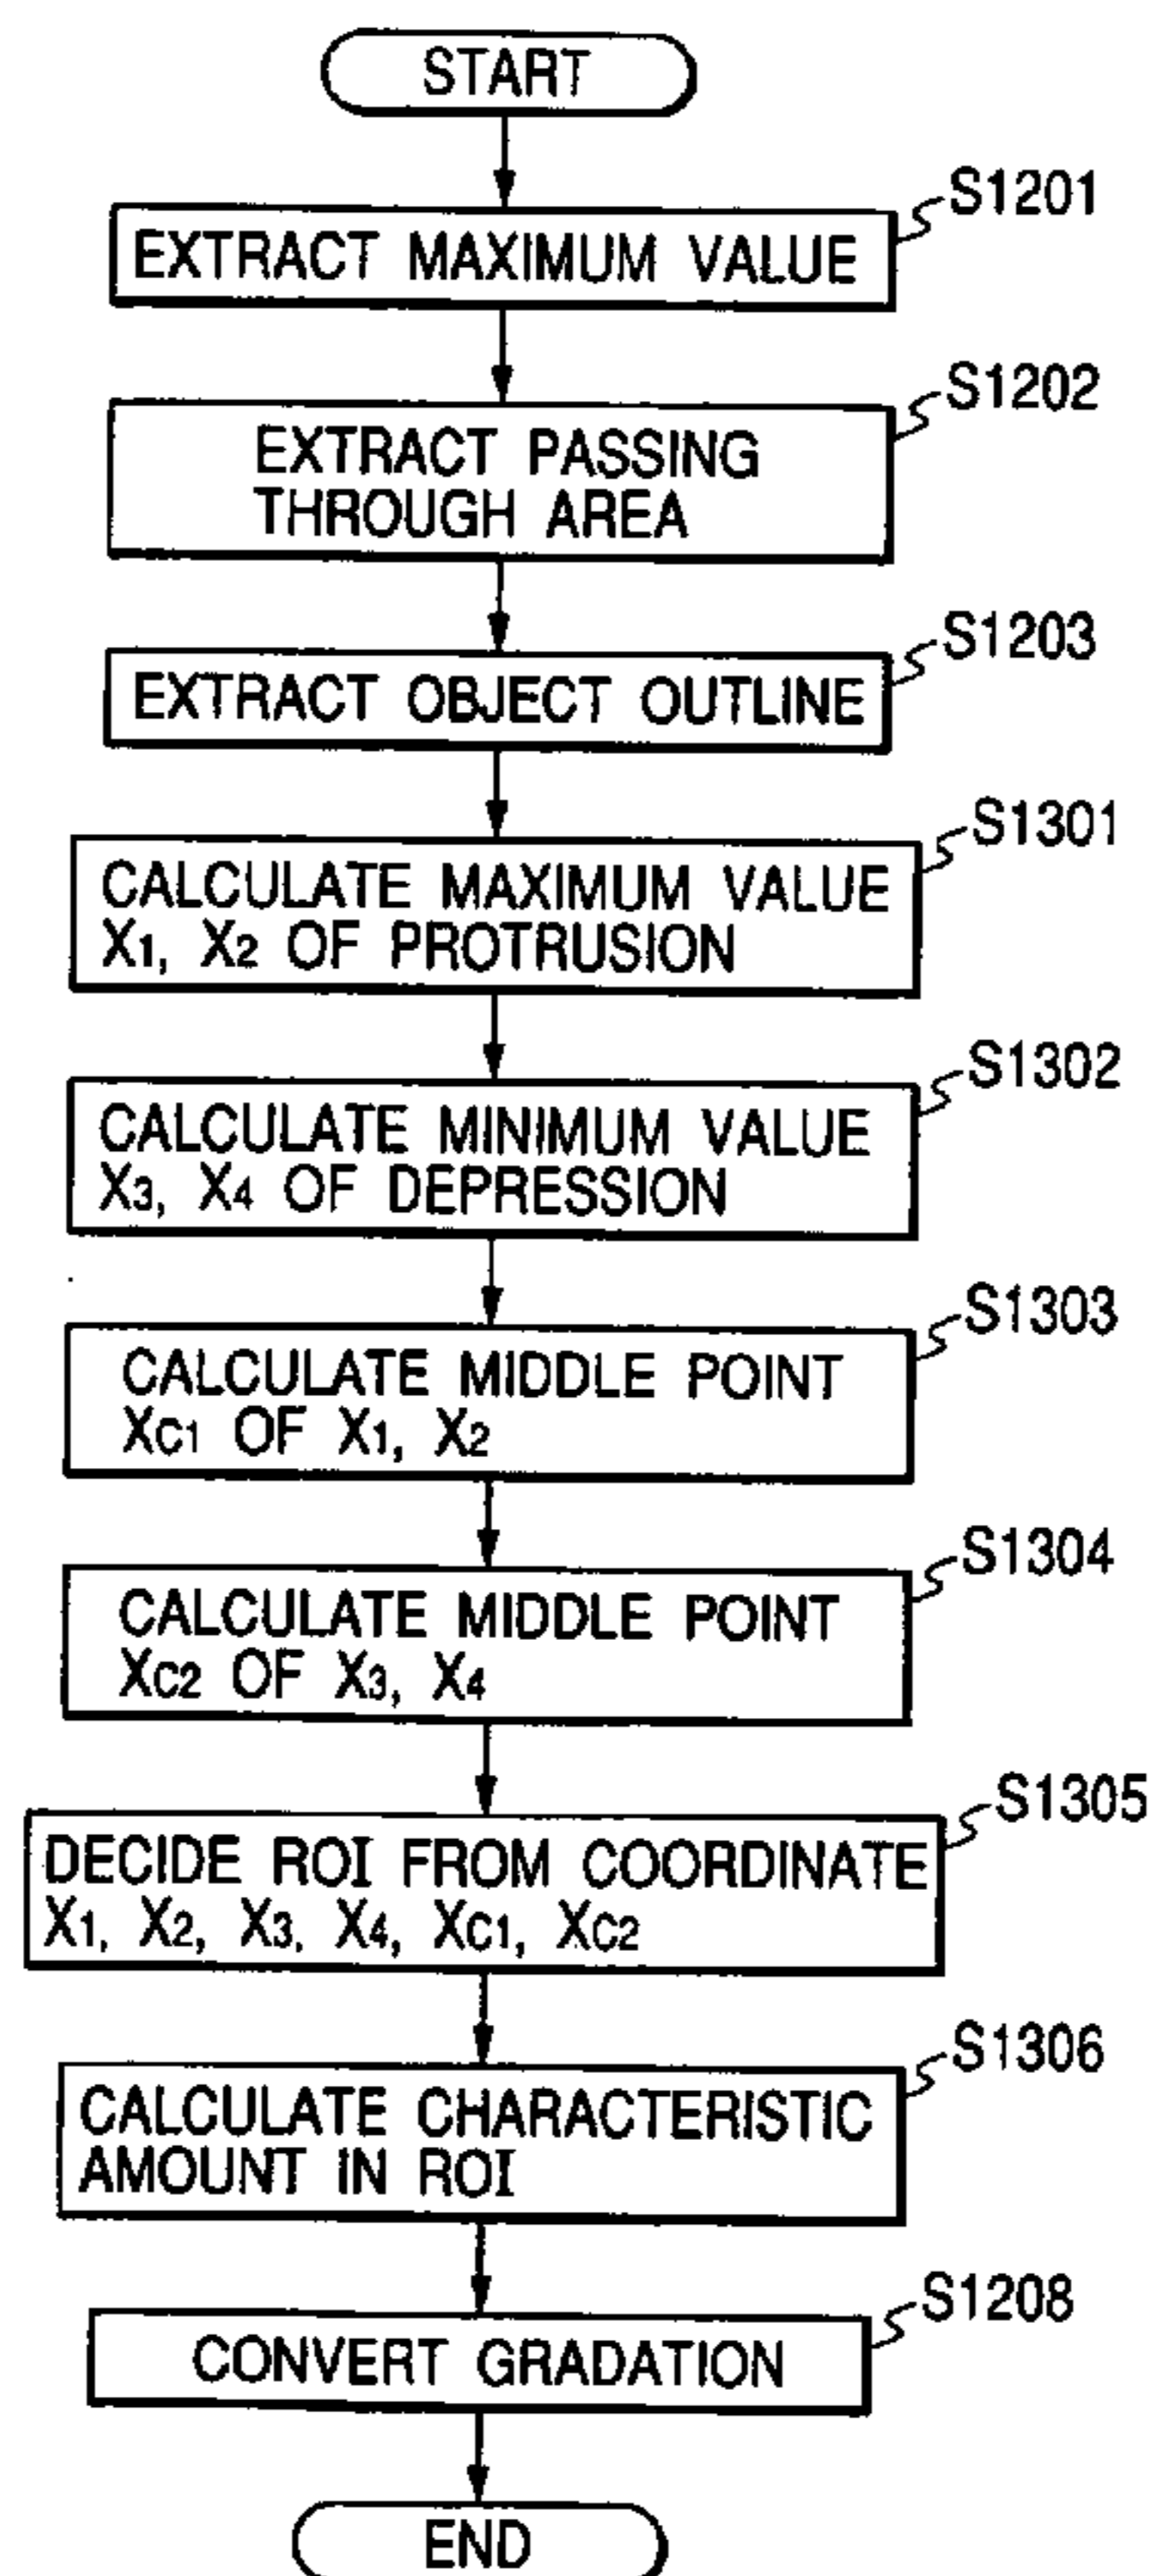 START
S1201
EXTRACT MAXIMUM VALUE
S1202
EXTRACT PASSING
THROUGH AREA
S1203
EXTRACT OBJECT OUTLINE
S1301
CALCULATE MAXIMUM VALUE
X1, X2 OF PROTRUSION
S1302
CALCULATE MINIMUM VALUE
X3, X4 OF DEPRESSION
S1303
CALCULATE MIDDLE POINT
XC1 OF X1, X2
S1304
CALCULATE MIDDLE POINT
XC2 OF X3, X4
S1305
DECIDE ROI FROM COORDINATE
X1, X2, X3, X4, XC1, XC2
S1306
CALCULATE CHARACTERISTIC
AMOUNT IN ROI
S1208
CONVERT GRADATION
END